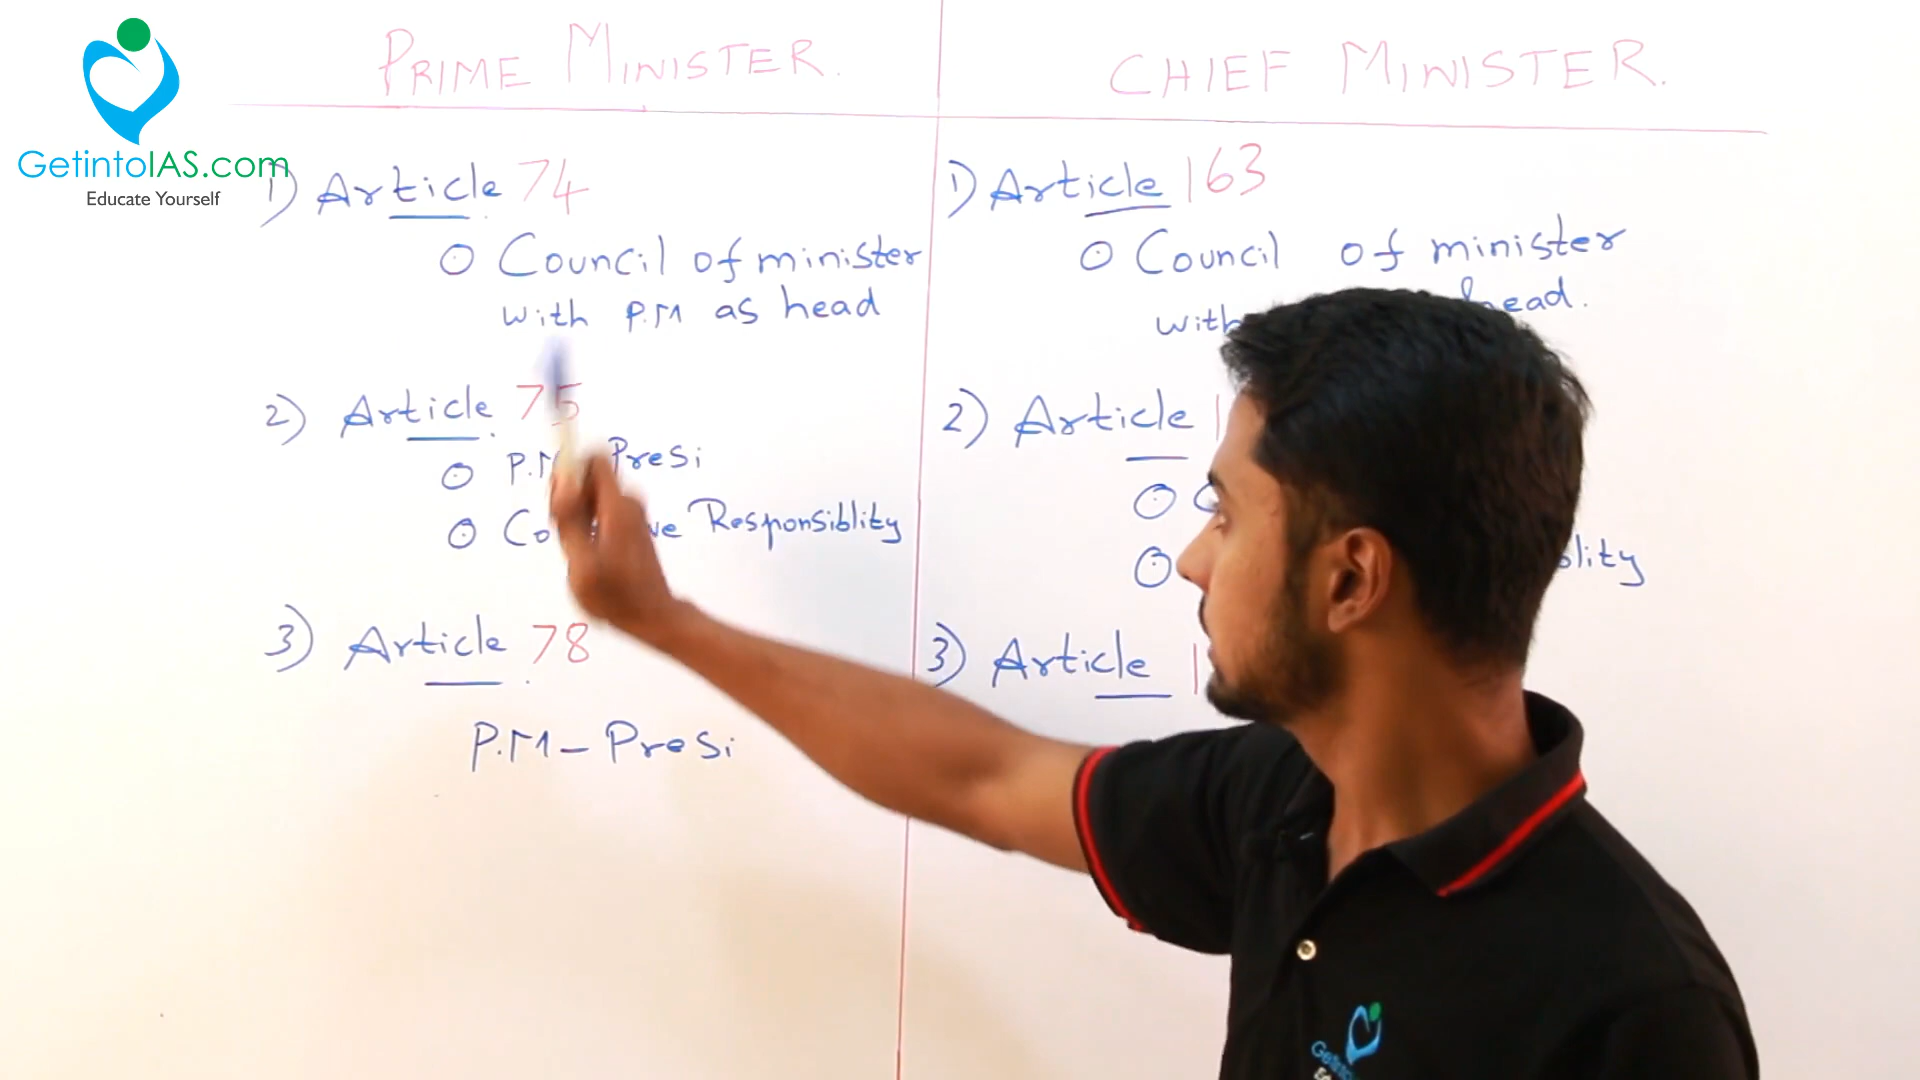 GetintoIAS.com
Educate Yourself
PRIME MINISTER.
1) Article 74
Council of minister
with P.M as head
2) Article 75
Presi
Responsiblity
3) Article 78
P.M - Presi
CHIEF MINISTER.
1) Article 163
Council of minister
with head.
2) Article
3) Article